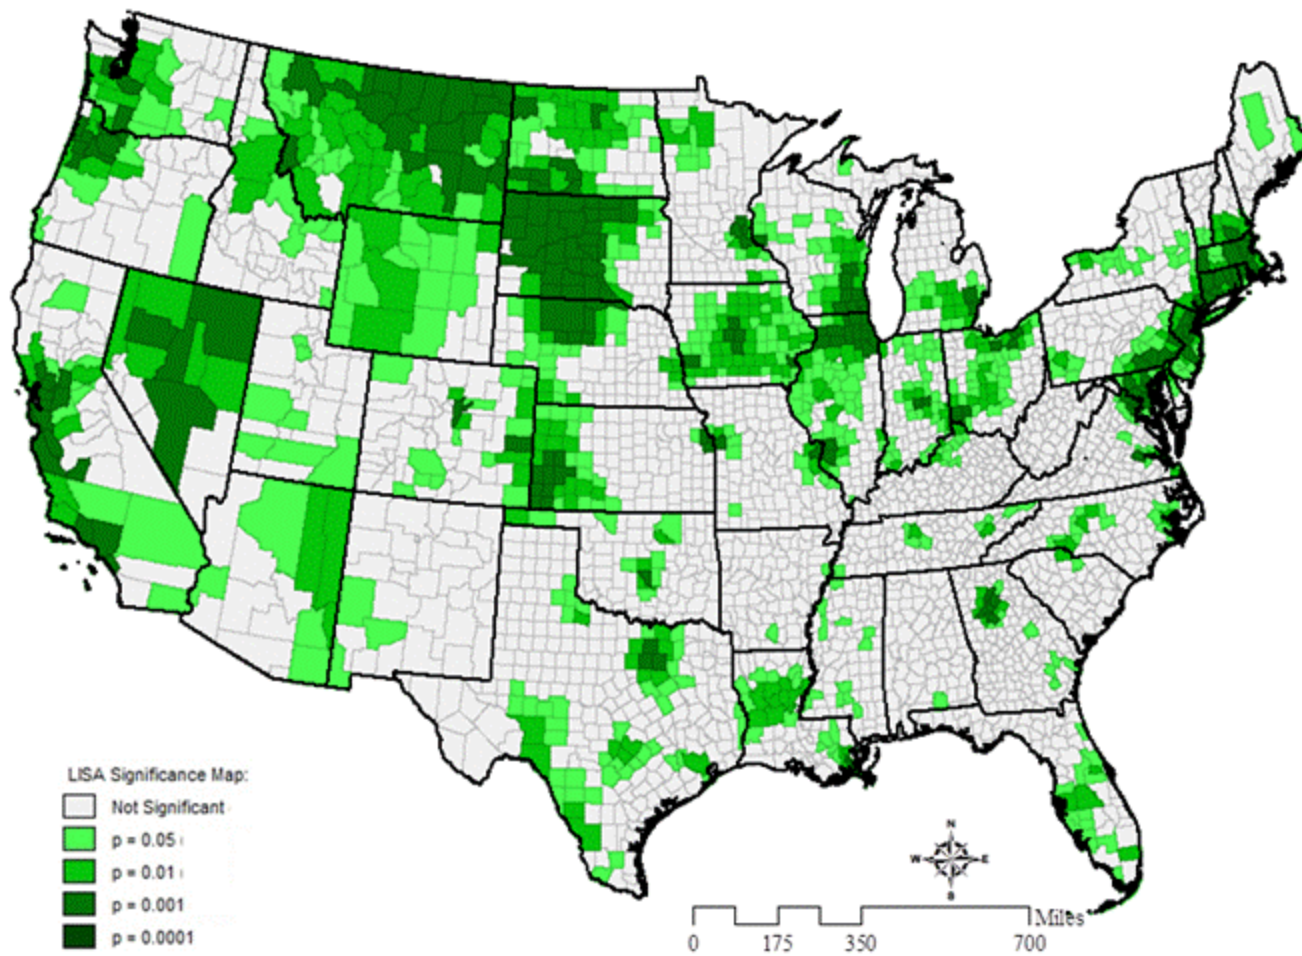 LISA Significance Map:
Not Significant
p = 0.05
p = 0.01
p = 0.001
p = 0.0001
N
W E
S
Miles
0 175 350 700